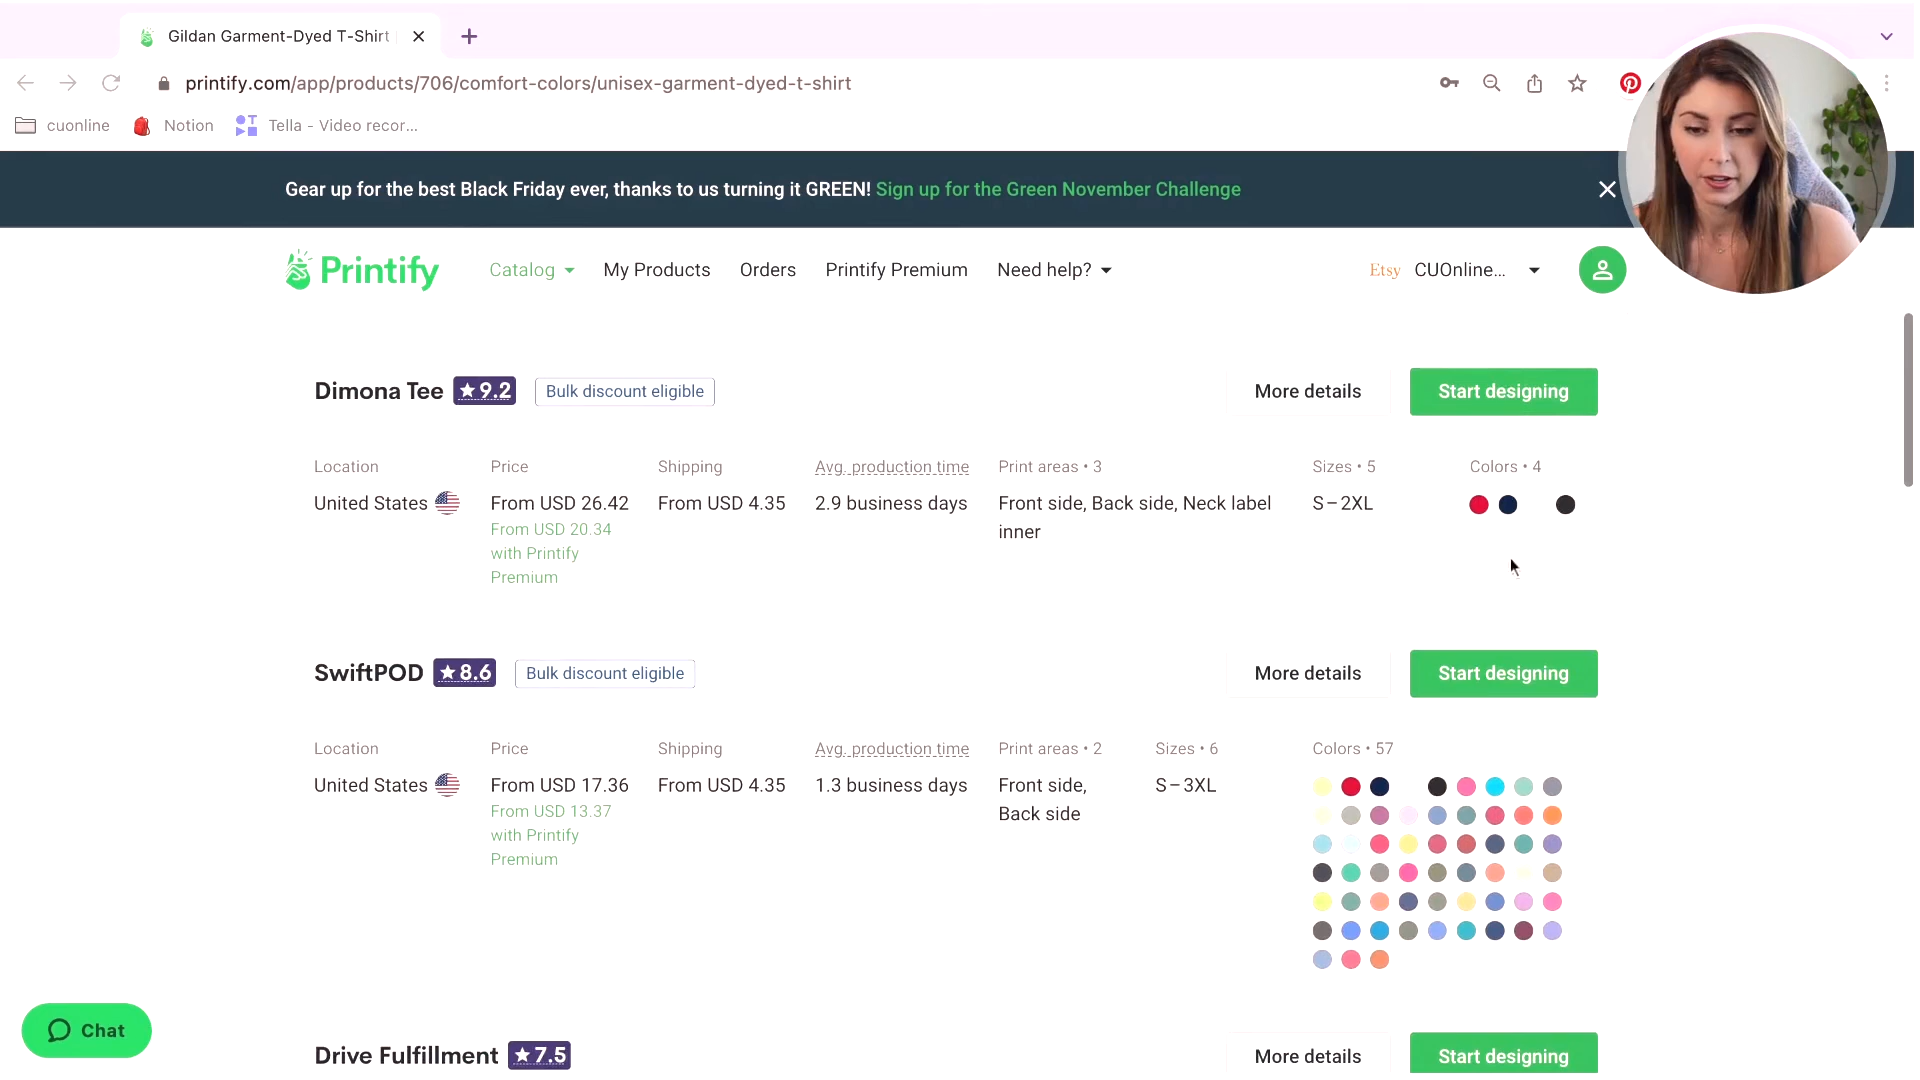 Gildan Garment-Dyed T-Shirt
printify.com/app/products/706/comfort-colors/unisex-garment-dyed-t-shirt
cuonline Notion Tella - Video recor...
Gear up for the best Black Friday ever, thanks to us turning it GREEN! Sign up for the Green November Challenge
Printify Catalog My Products Orders Printify Premium Need help? Etsy CUOnline...
Dimona Tee 9.2 Bulk discount eligible More details Start designing
Location Price Shipping Avg. production time Print areas • 3 Sizes • 5 Colors • 4
United States From USD 26.42 From USD 4.35 2.9 business days Front side, Back side, Neck label S – 2XL
From USD 20.34 inner
with Printify
Premium
SwiftPOD 8.6 Bulk discount eligible More details Start designing
Location Price Shipping Avg. production time Print areas • 2 Sizes • 6 Colors • 57
United States From USD 17.36 From USD 4.35 1.3 business days Front side, S – 3XL
From USD 13.37 Back side
with Printify
Premium
Chat
Drive Fulfillment 7.5 More details Start designing